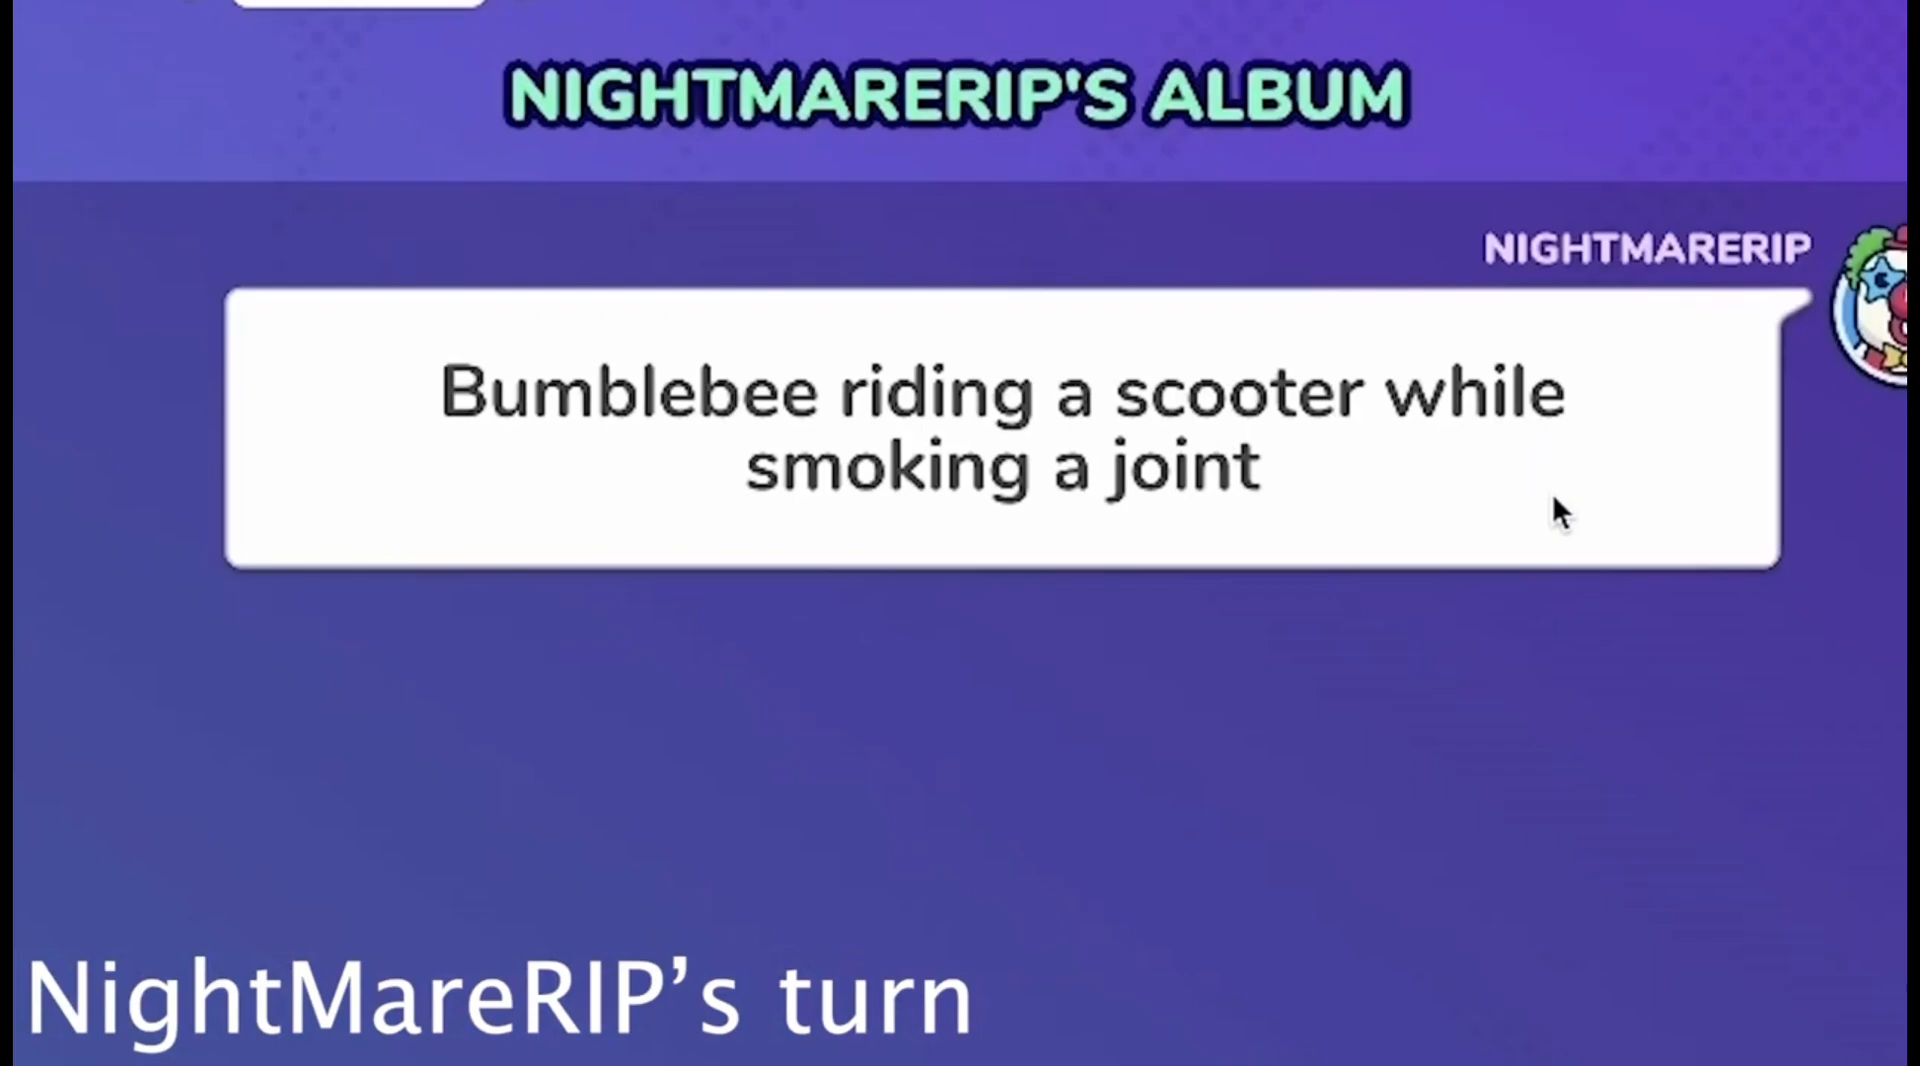 NIGHTMARERIP'S ALBUM
NIGHTMARERIP
Bumblebee riding a scooter while
smoking a joint
NightMareRIP’s turn